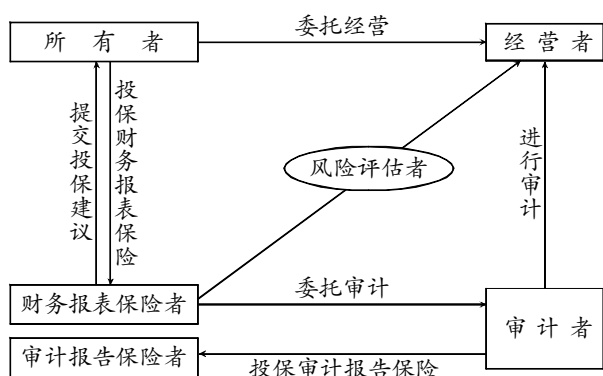 所有者
委托经营
经营者
提交投保建议
投保财务报表保险
风险评估者
进行审计
财务报表保险者
委托审计
审计者
审计报告保险者
投保审计报告保险